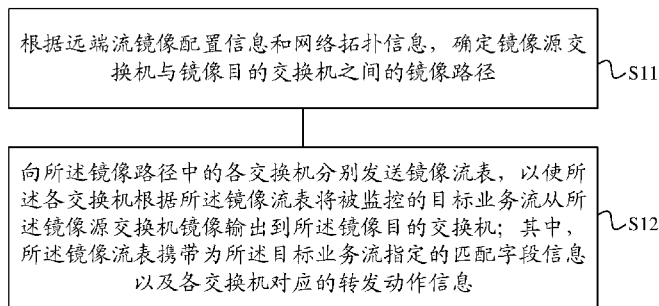 根据远端流镜像配置信息和网络拓扑信息，确定镜像源交
换机与镜像目的交换机之间的镜像路径
S11
向所述镜像路径中的各交换机分别发送镜像流表，以使所
述各交换机根据所述镜像流表将被监控的目标业务流从所
述镜像源交换机镜像输出到所述镜像目的交换机；其中，
所述镜像流表携带为所述目标业务流指定的匹配字段信息
以及各交换机对应的转发动作信息
S12